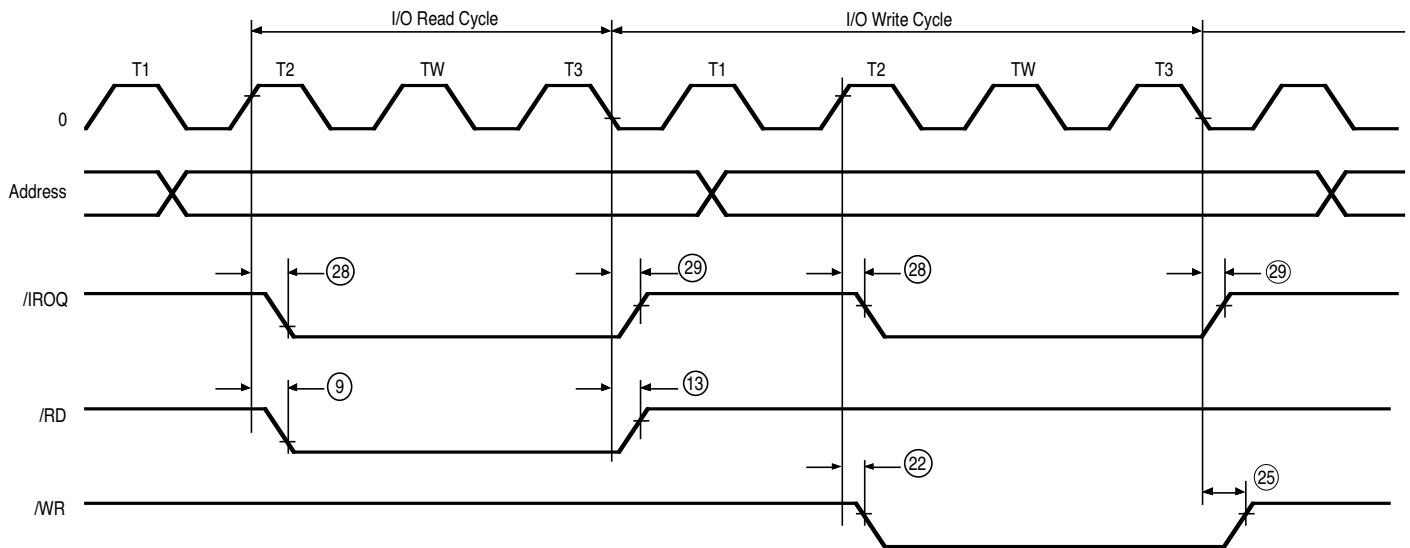 I/O Read Cycle I/O Write Cycle
T1 T2 TW T3 T1 T2 TW T3
0
Address
28 29 28 29
/IROQ
9 13
/RD
22 25
/WR